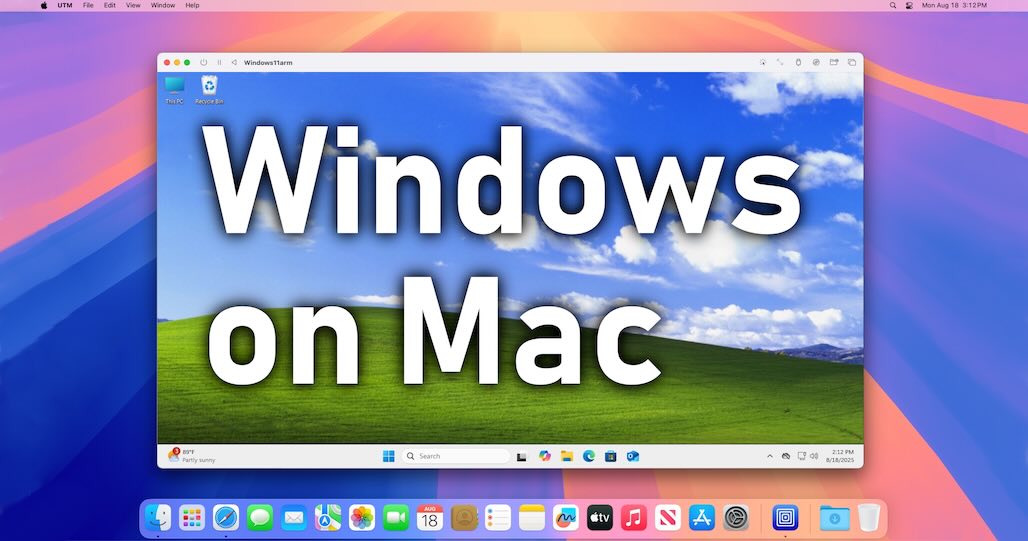 UTM File Edit View Window Help
Mon Aug 18 3:12PM
Windows11arm
This PC
Recycle Bin
Windows
on Mac
3
89°F
Partly sunny
Search
2:12 PM
8/18/2025
AUG
18
tv